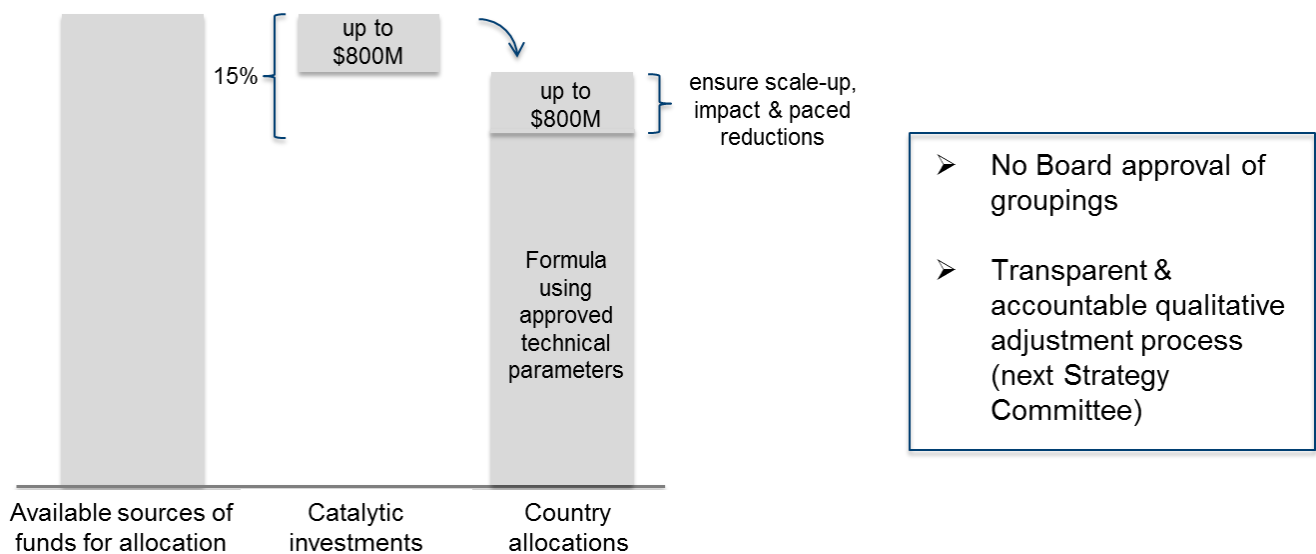 up to
$800M
15%
up to
$800M
ensure scale-up,
impact & paced
reductions
Formula
using
approved
technical
parameters
Available sources of
funds for allocation
Catalytic
investments
Country
allocations
➢ No Board approval of
groupings
➢ Transparent &
accountable qualitative
adjustment process
(next Strategy
Committee)